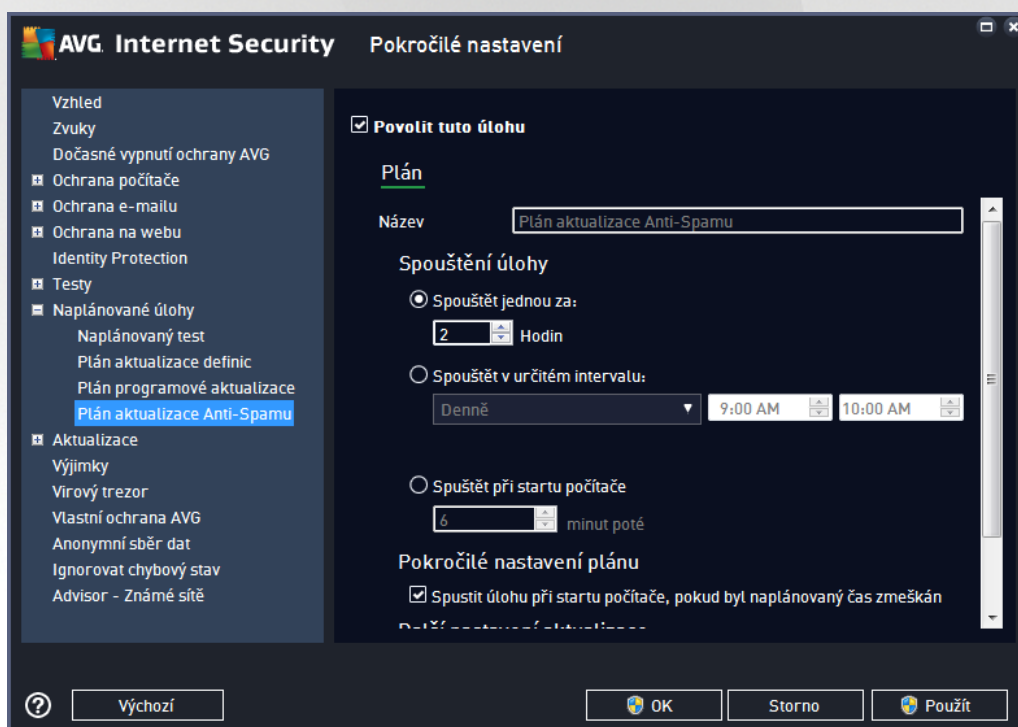 AVG. Internet Security Pokročilé nastavení
Vzhled
Zvuky
Dočasné vypnutí ochrany AVG
Ochrana počítače
Ochrana e-mailu
Ochrana na webu
Identity Protection
Testy
Naplánované úlohy
Naplánovaný test
Plán aktualizace definic
Plán programové aktualizace
Plán aktualizace Anti-Spamu
Aktualizace
Výjimky
Virový trezor
Vlastní ochrana AVG
Anonymní sběr dat
Ignorovat chybový stav
Advisor - Známé sítě
Povolit tuto úlohu
Plán
Název Plán aktualizace Anti-Spamu
Spouštění úlohy
Spouštět jednou za:
2 Hodin
Spouštět v určitém intervalu:
Denně 9:00 AM 10:00 AM
Spuštět při startu počítače
6 minut poté
Pokročilé nastavení plánu
Spustit úlohu při startu počítače, pokud byl naplánovaný čas zmeškán
Další nastavení aktualizace
? Výchozí OK Storno Použít